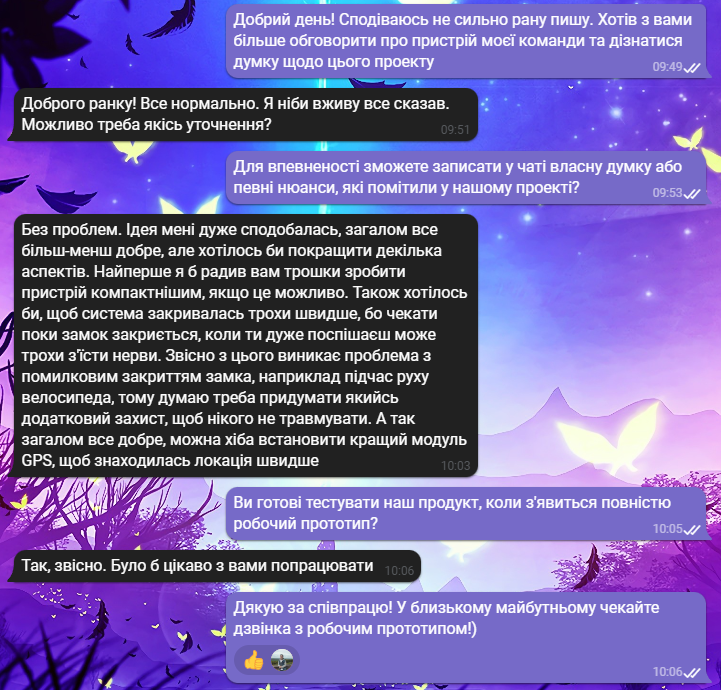 Добрий день! Сподіваюсь не сильно рану пишу. Хотів з вами
більше обговорити про пристрій моєї команди та дізнатися
думку щодо цього проекту
09:49
Доброго ранку! Все нормально. Я ніби вживу все сказав.
Можливо треба якісь уточнення?
09:51
Для впевненості зможете записати у чаті власну думку або
певні нюанси, які помітили у нашому проекті?
09:53
Без проблем. Ідея мені дуже сподобалась, загалом все
більш-менш добре, але хотілось би покращити декілька
аспектів. Найперше я б радив вам трошки зробити
пристрій компактнішим, якщо це можливо. Також хотілось
би, щоб система закривалась трохи швидше, бо чекати
поки замок закриється, коли ти дуже поспішаєш може
трохи з'їсти нерви. Звісно з цього виникає проблема з
помилковим закриттям замка, наприклад підчас руху
велосипеда, тому думаю треба придумати якийсь
додатковий захист, щоб нікого не травмувати. А так
загалом все добре, можна хіба встановити кращий модуль
GPS, щоб знаходилась локація швидше
10:03
Ви готові тестувати наш продукт, коли з'явиться повністю
робочий прототип?
10:05
Так, звісно. Було б цікаво з вами попрацювати 10:06
Дякую за співпрацю! У близькому майбутньому чекайте
дзвінка з робочим прототипом!)
10:06